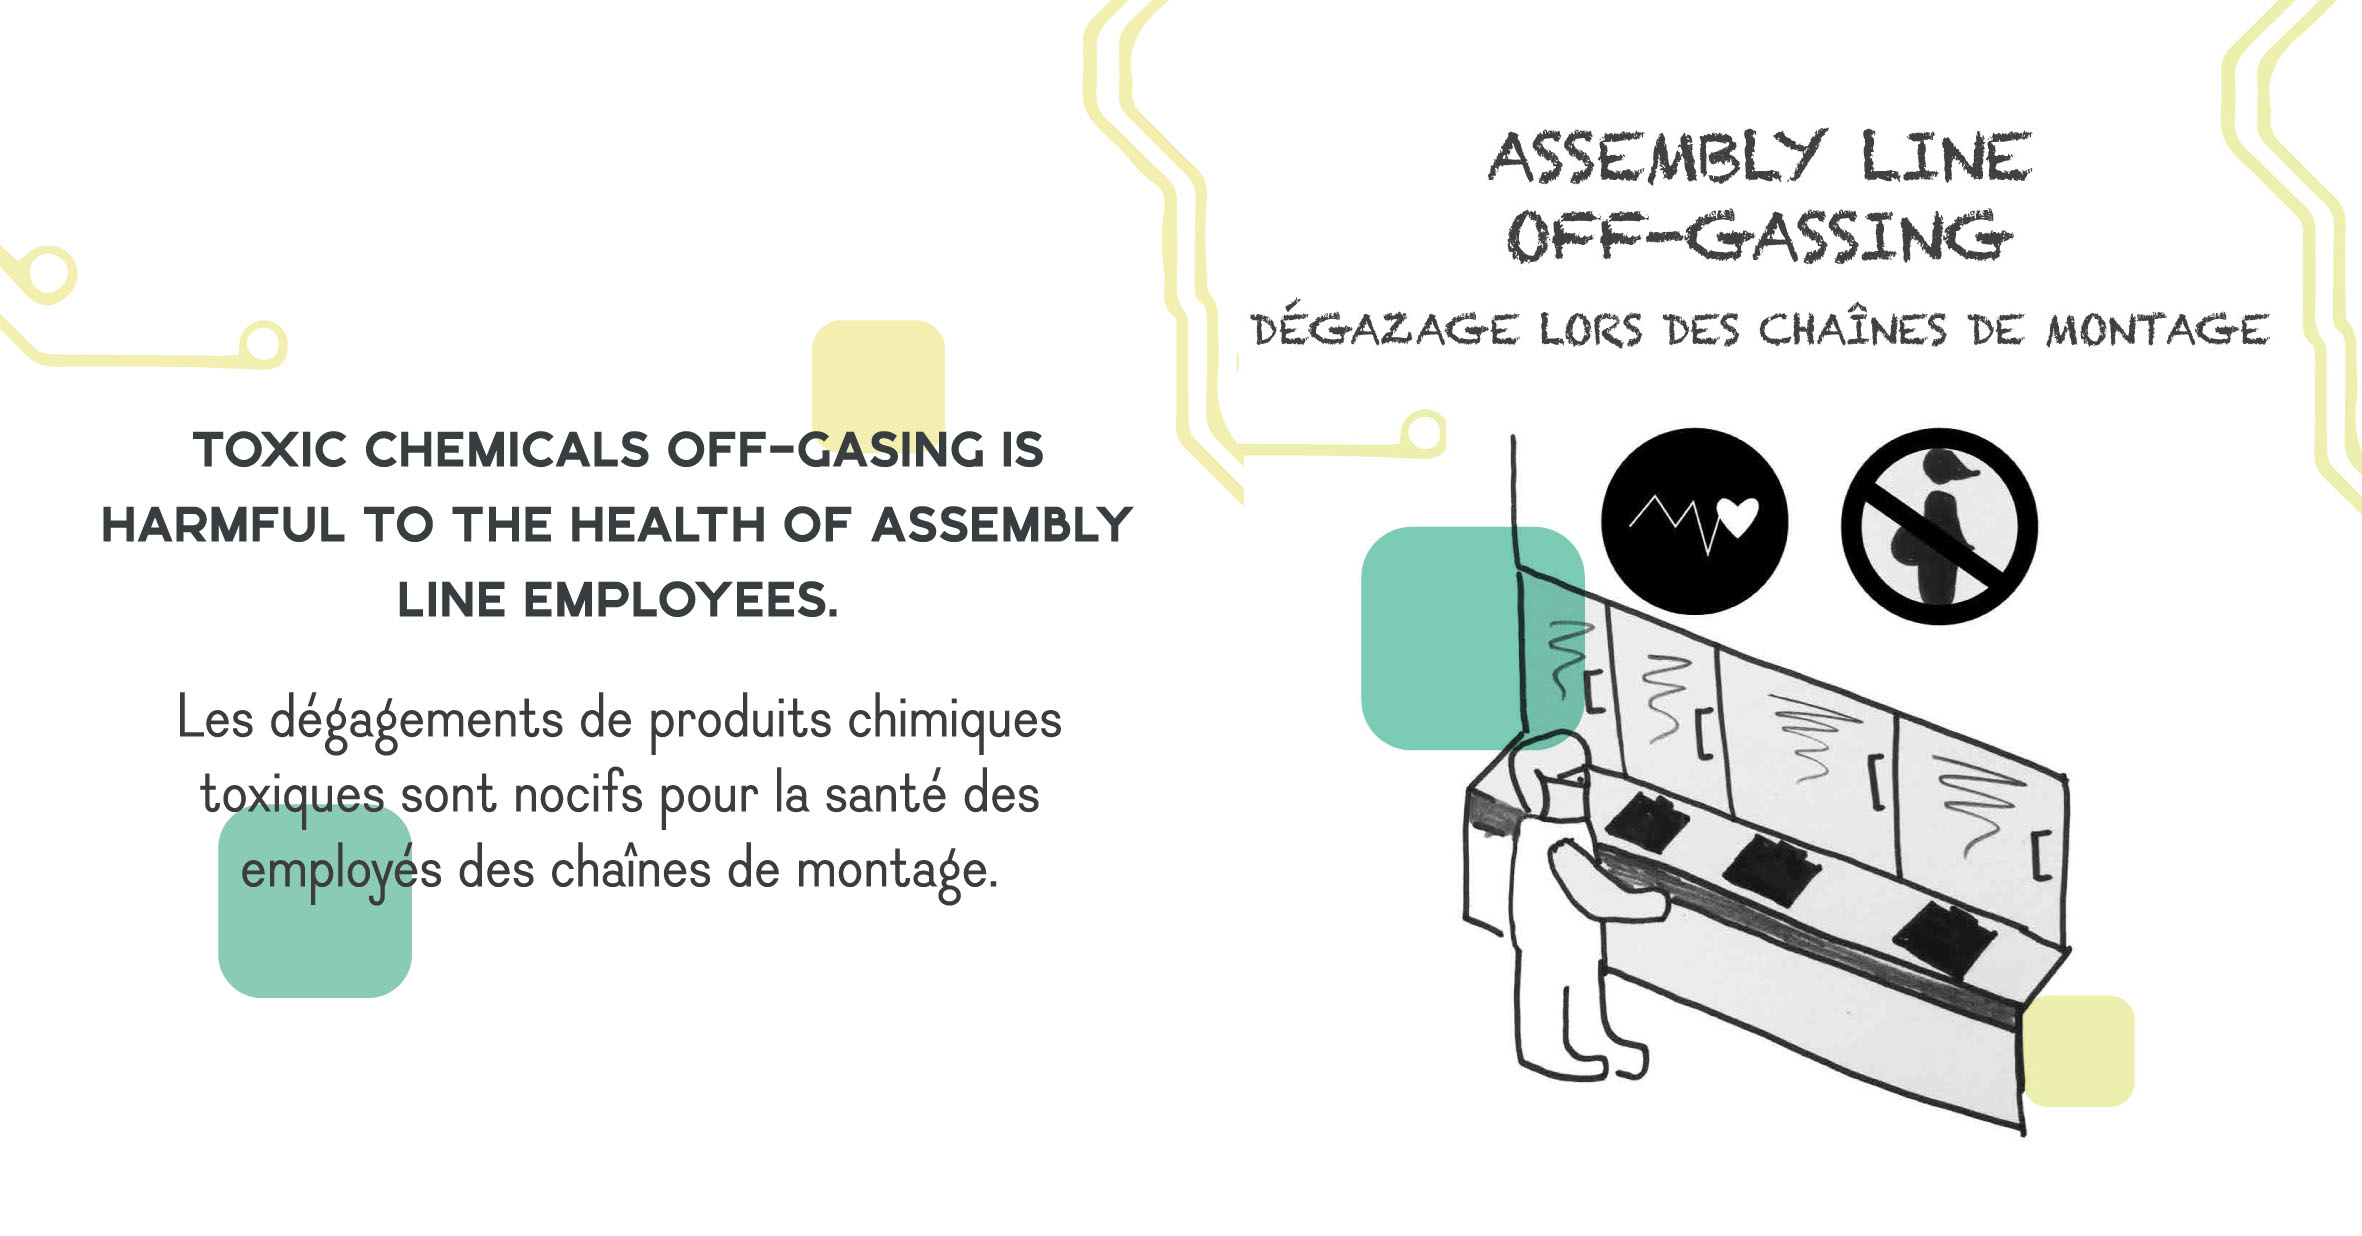 TOXIC CHEMICALS OFF-GASING IS
HARMFUL TO THE HEALTH OF ASSEMBLY
LINE EMPLOYEES.
Les dégagements de produits chimiques
toxiques sont nocifs pour la santé des
employés des chaînes de montage.
ASSEMBLY LINE
OFF-GASSING
DÉGAZAGE LORS DES CHAÎNES DE MONTAGE